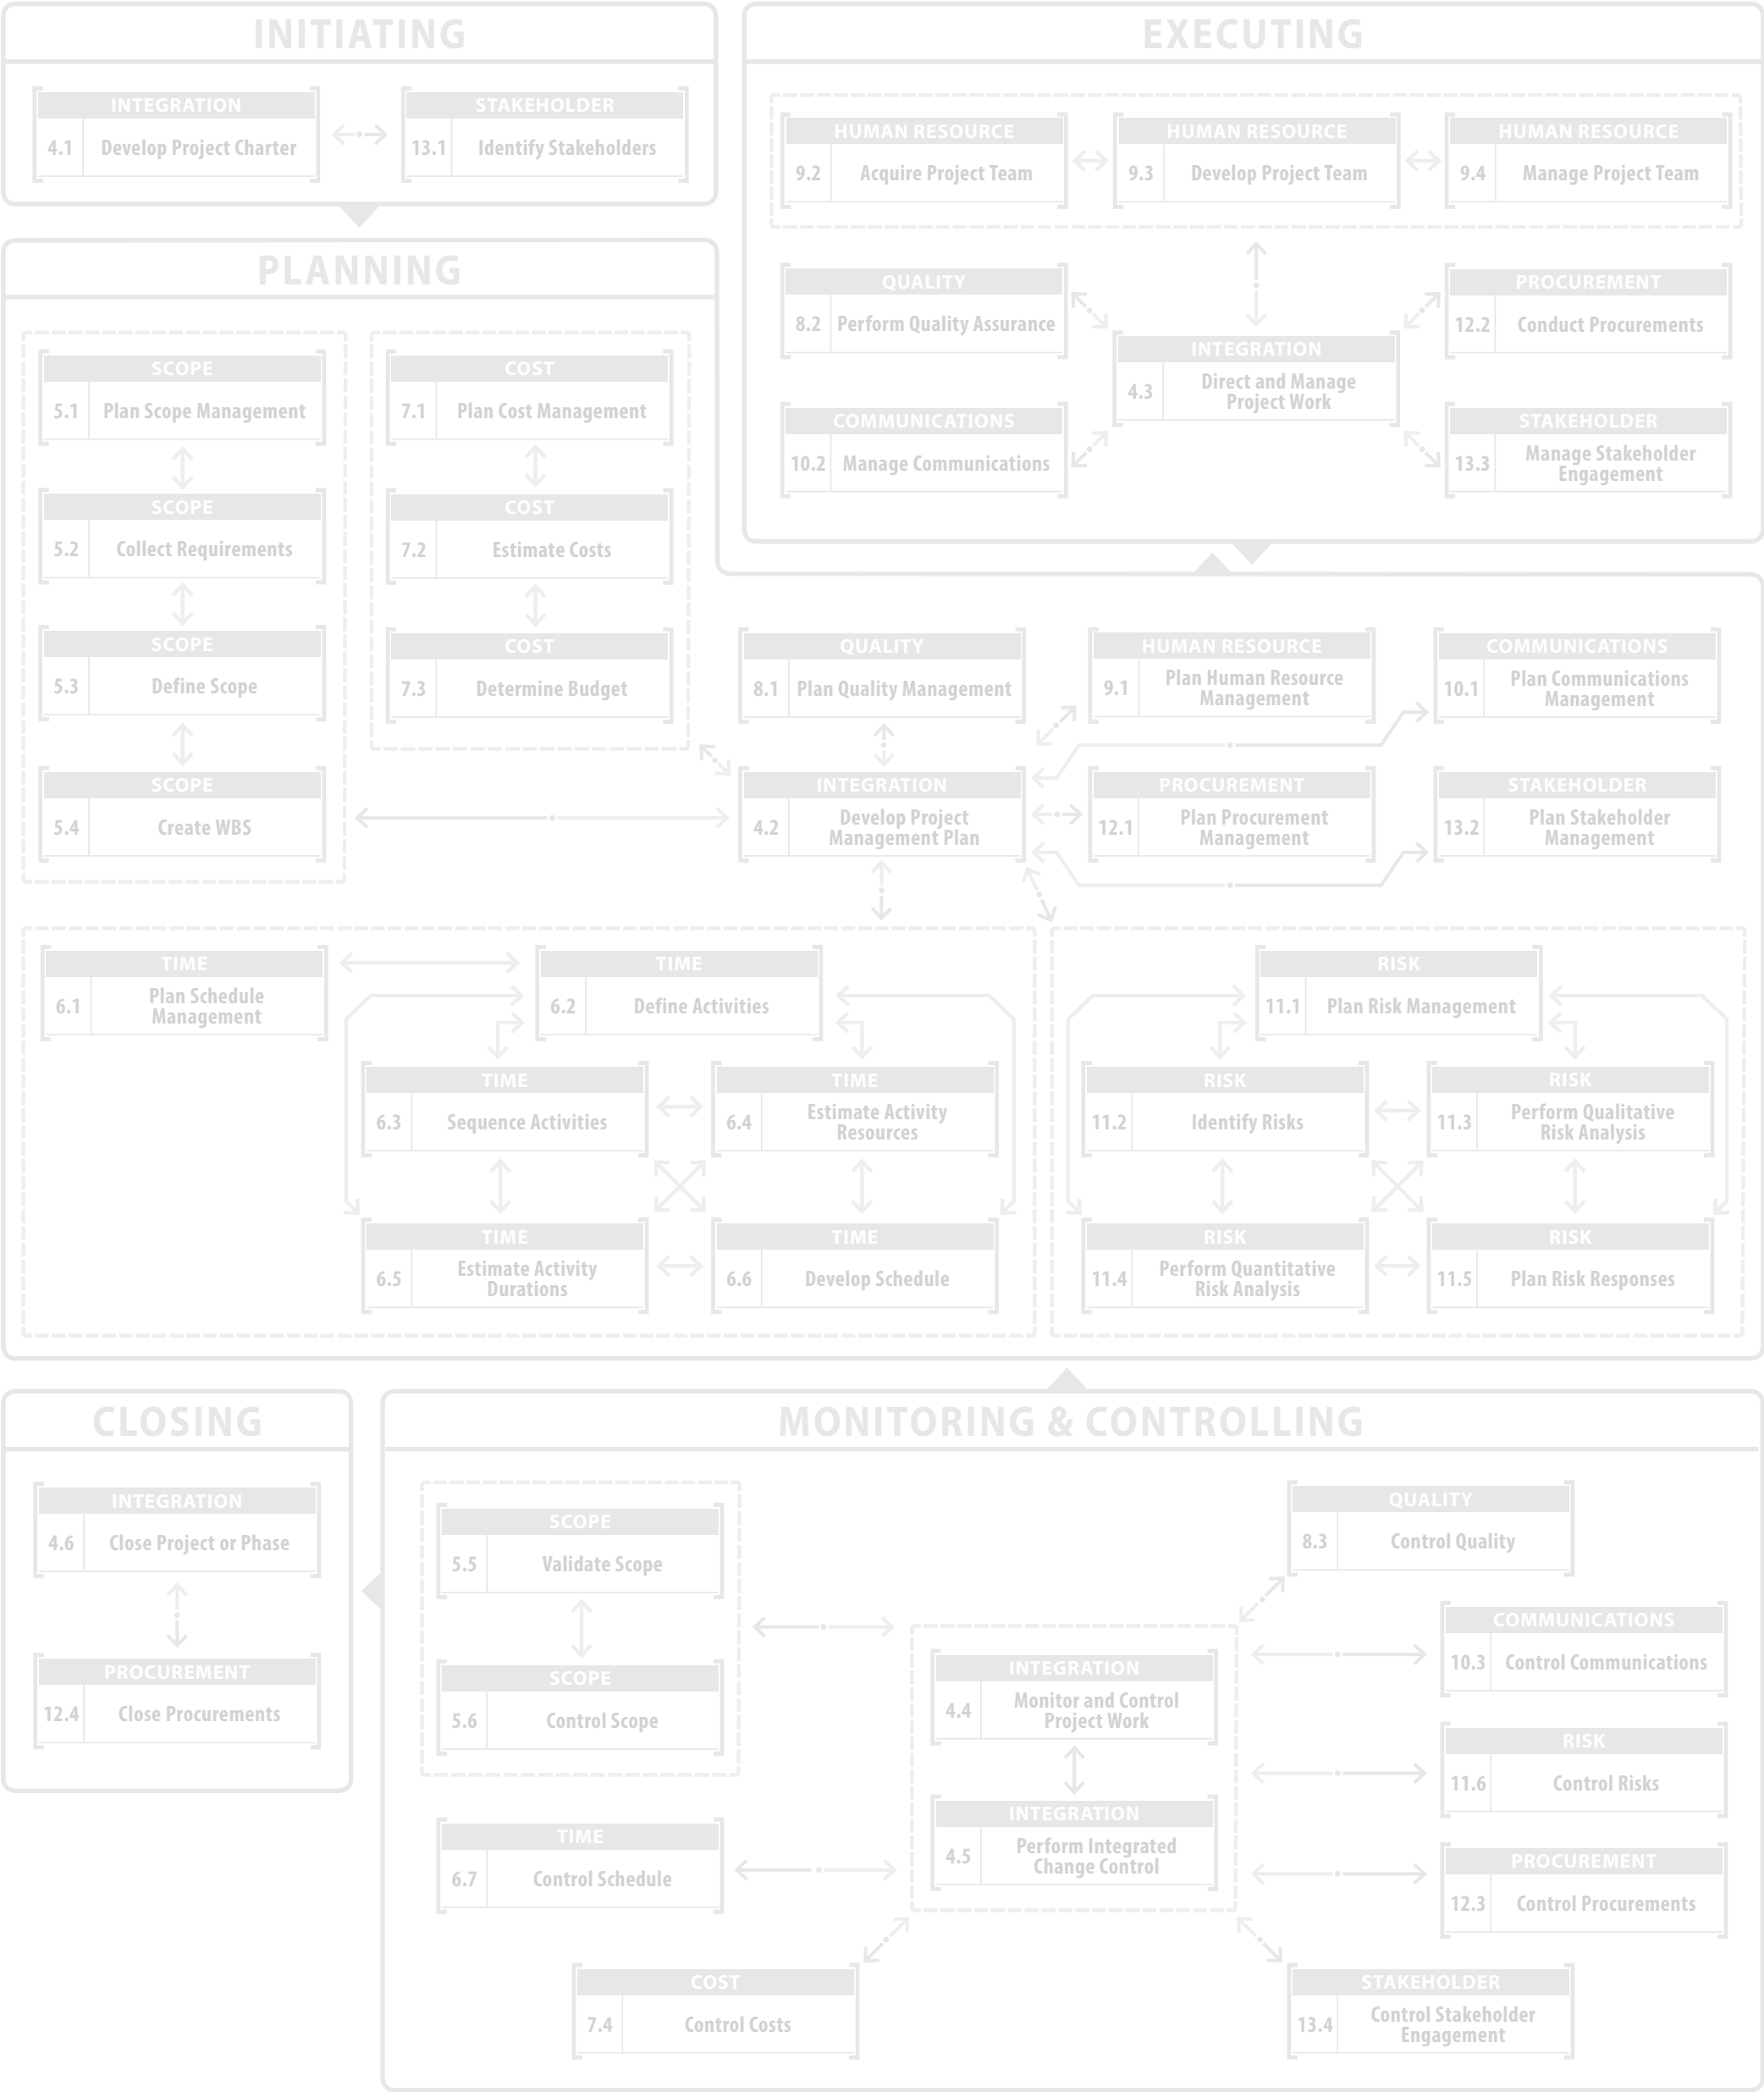 INITIATING
INTEGRATION
4.1
Develop Project Charter
STAKEHOLDER
13.1
Identify Stakeholders
EXECUTING
HUMAN RESOURCE
9.2
Acquire Project Team
HUMAN RESOURCE
9.3
Develop Project Team
HUMAN RESOURCE
9.4
Manage Project Team
QUALITY
8.2
Perform Quality Assurance
PROCUREMENT
12.2
Conduct Procurements
INTEGRATION
4.3
Direct and Manage
Project Work
COMMUNICATIONS
10.2
Manage Communications
STAKEHOLDER
13.3
Manage Stakeholder
Engagement
PLANNING
SCOPE
5.1
Plan Scope Management
COST
7.1
Plan Cost Management
SCOPE
5.2
Collect Requirements
COST
7.2
Estimate Costs
SCOPE
5.3
Define Scope
COST
7.3
Determine Budget
QUALITY
8.1
Plan Quality Management
HUMAN RESOURCE
9.1
Plan Human Resource
Management
COMMUNICATIONS
10.1
Plan Communications
Management
SCOPE
5.4
Create WBS
INTEGRATION
4.2
Develop Project
Management Plan
PROCUREMENT
12.1
Plan Procurement
Management
STAKEHOLDER
13.2
Plan Stakeholder
Management
TIME
6.1
Plan Schedule
Management
TIME
6.2
Define Activities
TIME
6.3
Sequence Activities
TIME
6.4
Estimate Activity
Resources
TIME
6.5
Estimate Activity
Durations
TIME
6.6
Develop Schedule
RISK
11.1
Plan Risk Management
RISK
11.2
Identify Risks
RISK
11.3
Perform Qualitative
Risk Analysis
RISK
11.4
Perform Quantitative
Risk Analysis
RISK
11.5
Plan Risk Responses
CLOSING
INTEGRATION
4.6
Close Project or Phase
PROCUREMENT
12.4
Close Procurements
MONITORING & CONTROLLING
SCOPE
5.5
Validate Scope
SCOPE
5.6
Control Scope
TIME
6.7
Control Schedule
COST
7.4
Control Costs
INTEGRATION
4.4
Monitor and Control
Project Work
INTEGRATION
4.5
Perform Integrated
Change Control
QUALITY
8.3
Control Quality
COMMUNICATIONS
10.3
Control Communications
RISK
11.6
Control Risks
PROCUREMENT
12.3
Control Procurements
STAKEHOLDER
13.4
Control Stakeholder
Engagement